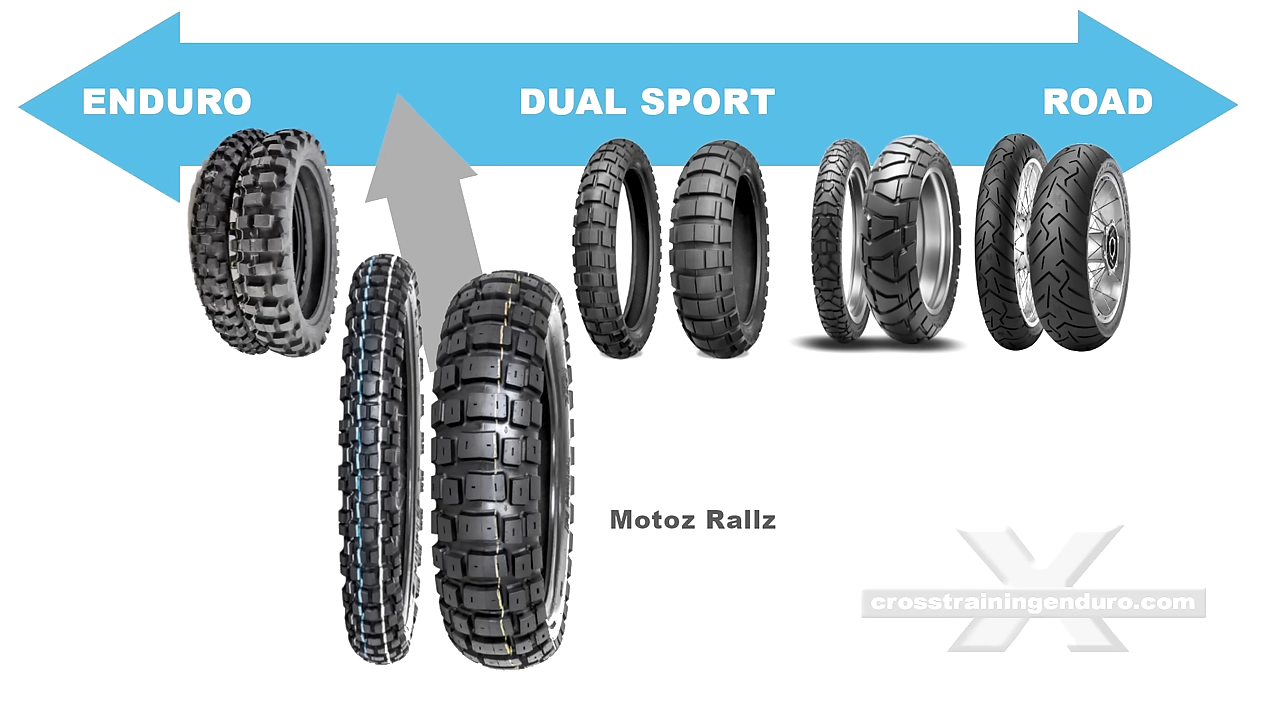 ENDURO
DUAL SPORT
ROAD
Motoz Rallz
crosstrainingenduro.com
X